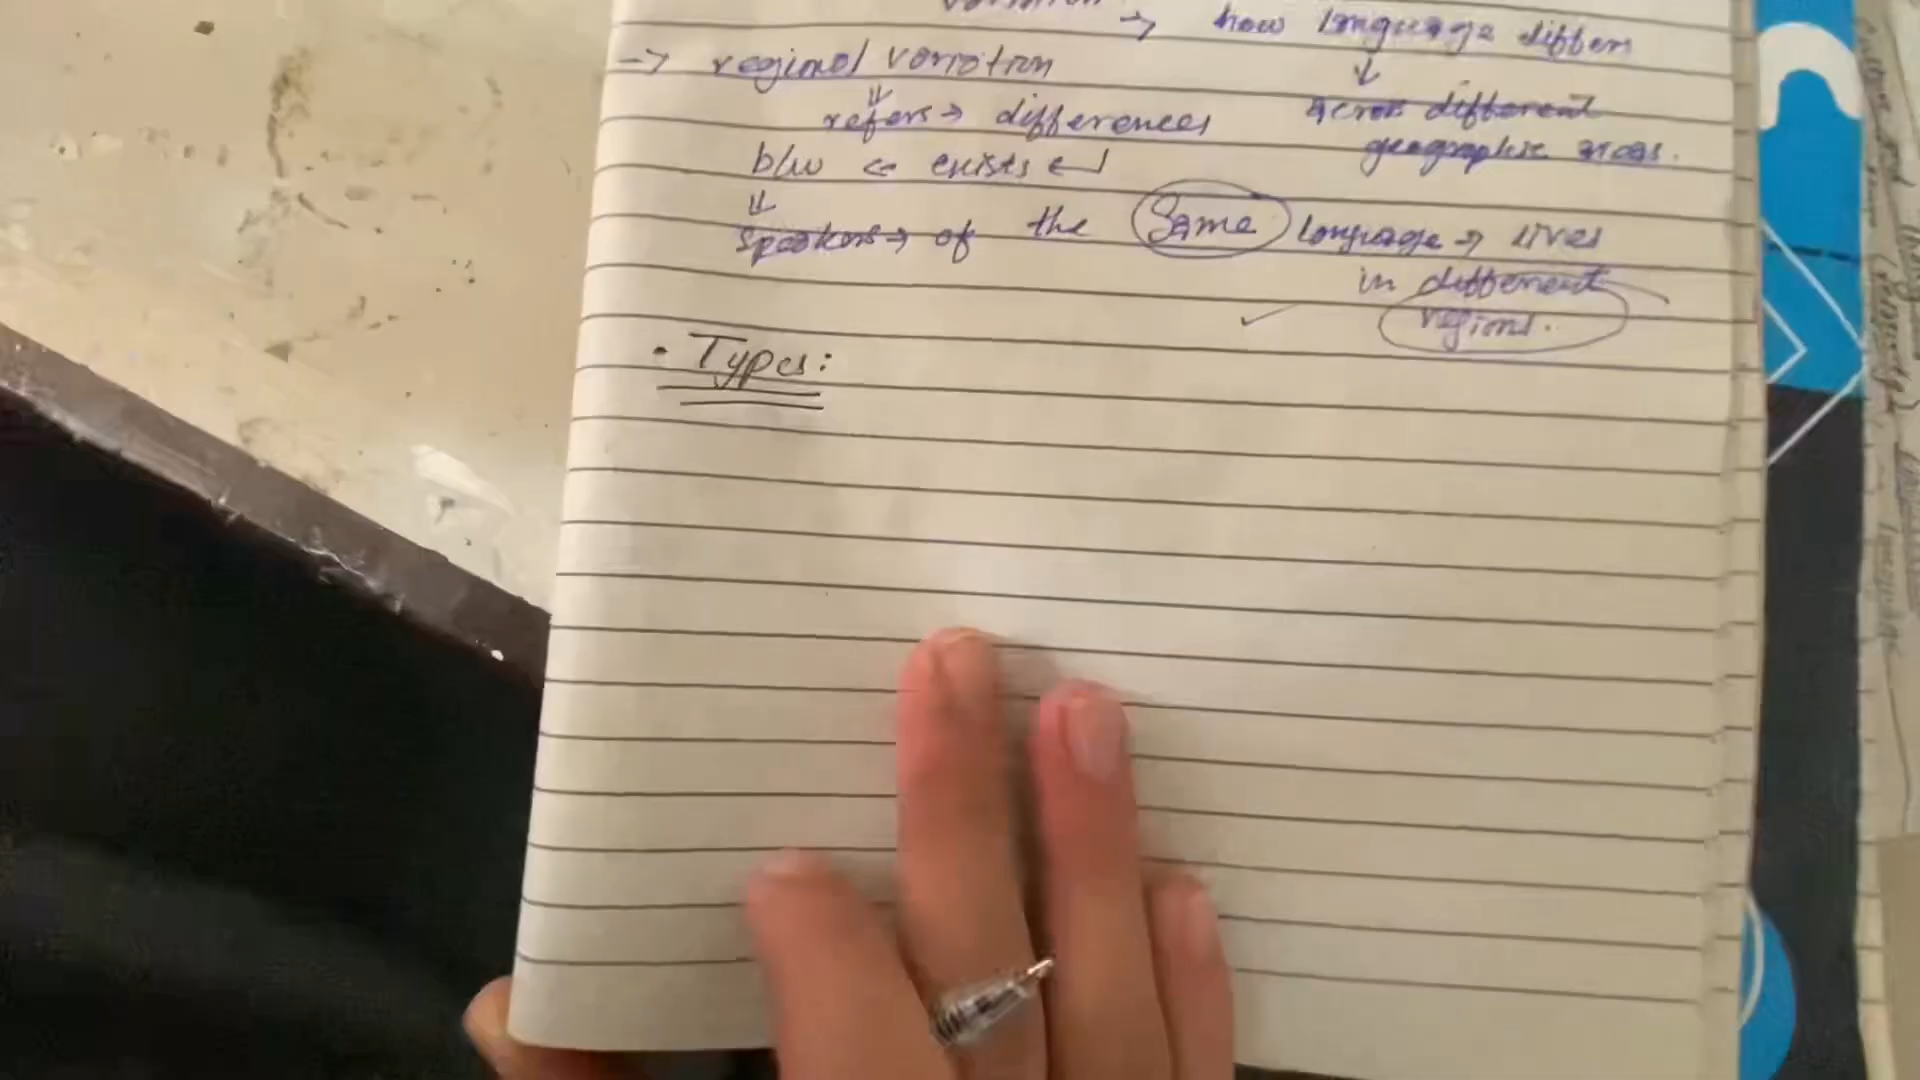 → how language differs
→ regional variation
↓
⇓
refers → differences
across different
geographic areas.
b/w ← exists ↵
⇓
speakers → of the Same language → lives
in different
regions.
• Types: